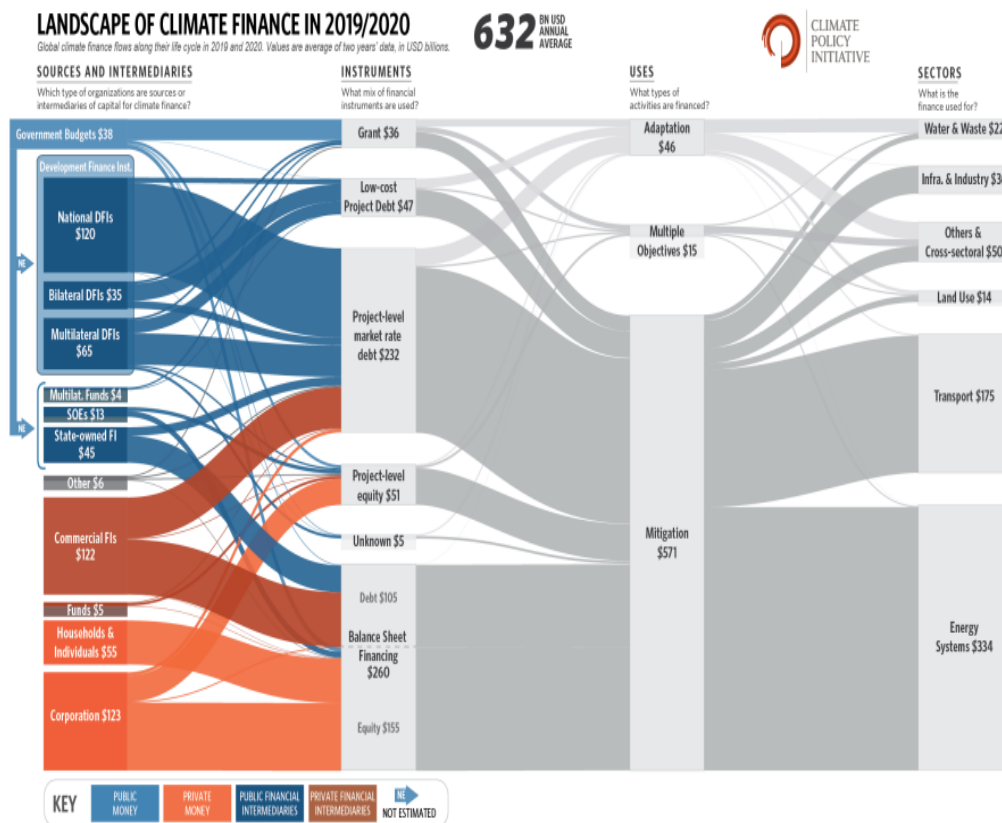 LANDSCAPE OF CLIMATE FINANCE IN 2019/2020
Global climate finance flows along their life cycle in 2019 and 2020. Values are average of two years' data, in USD billions.
632 BN USD
ANNUAL
AVERAGE
CLIMATE
POLICY
INITIATIVE
SOURCES AND INTERMEDIARIES
Which type of organizations are sources or
intermediaries of capital for climate finance?
INSTRUMENTS
What mix of financial
instruments are used?
USES
What types of
activities are financed?
SECTORS
What is the
finance used for?
Government Budgets $38
Development Finance Inst.
National DFIs
$120
NE
Bilateral DFIs $35
Multilateral DFIs
$65
Multilat. Funds $4
SOEs $13
NE
State-owned FI
$45
Other $6
Commercial FIs
$122
Funds $5
Households &
Individuals $55
Corporation $123
Grant $36
Low-cost
Project Debt $47
Project-level
market rate
debt $232
Project-level
equity $51
Unknown $5
Debt $105
Balance Sheet
Financing
$260
Equity $155
Adaptation
$46
Multiple
Objectives $15
Mitigation
$571
Water & Waste $22
Infra. & Industry
Others &
Cross-sectoral $50
Land Use $14
Transport $175
Energy
Systems $334
KEY
PUBLIC
MONEY
PRIVATE
MONEY
PUBLIC FINANCIAL
INTERMEDIARIES
PRIVATE FINANCIAL
INTERMEDIARIES
NE
NOT ESTIMATED